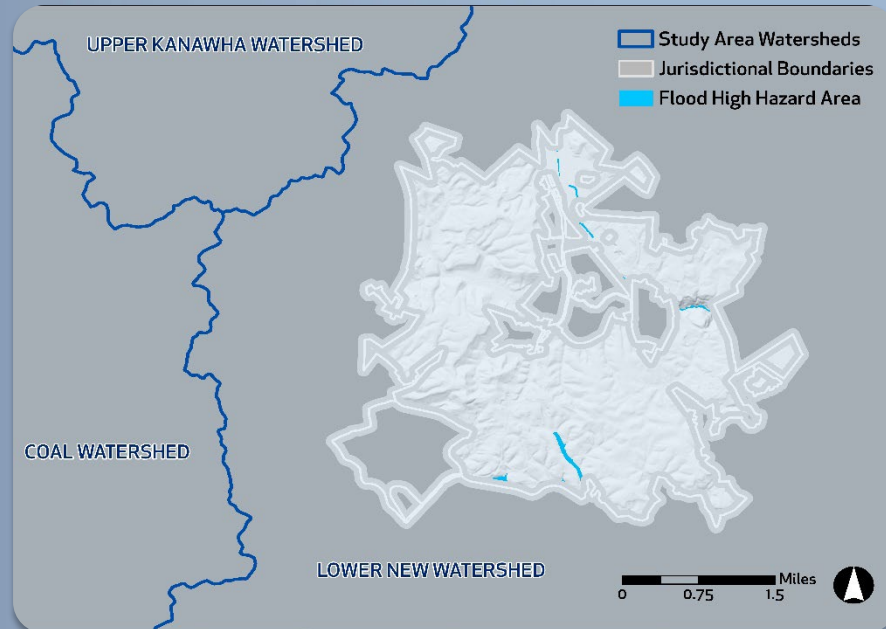 UPPER KANAWHA WATERSHED
Study Area Watersheds
Jurisdictional Boundaries
Flood High Hazard Area
COAL WATERSHED
LOWER NEW WATERSHED
Miles
0 0.75 1.5